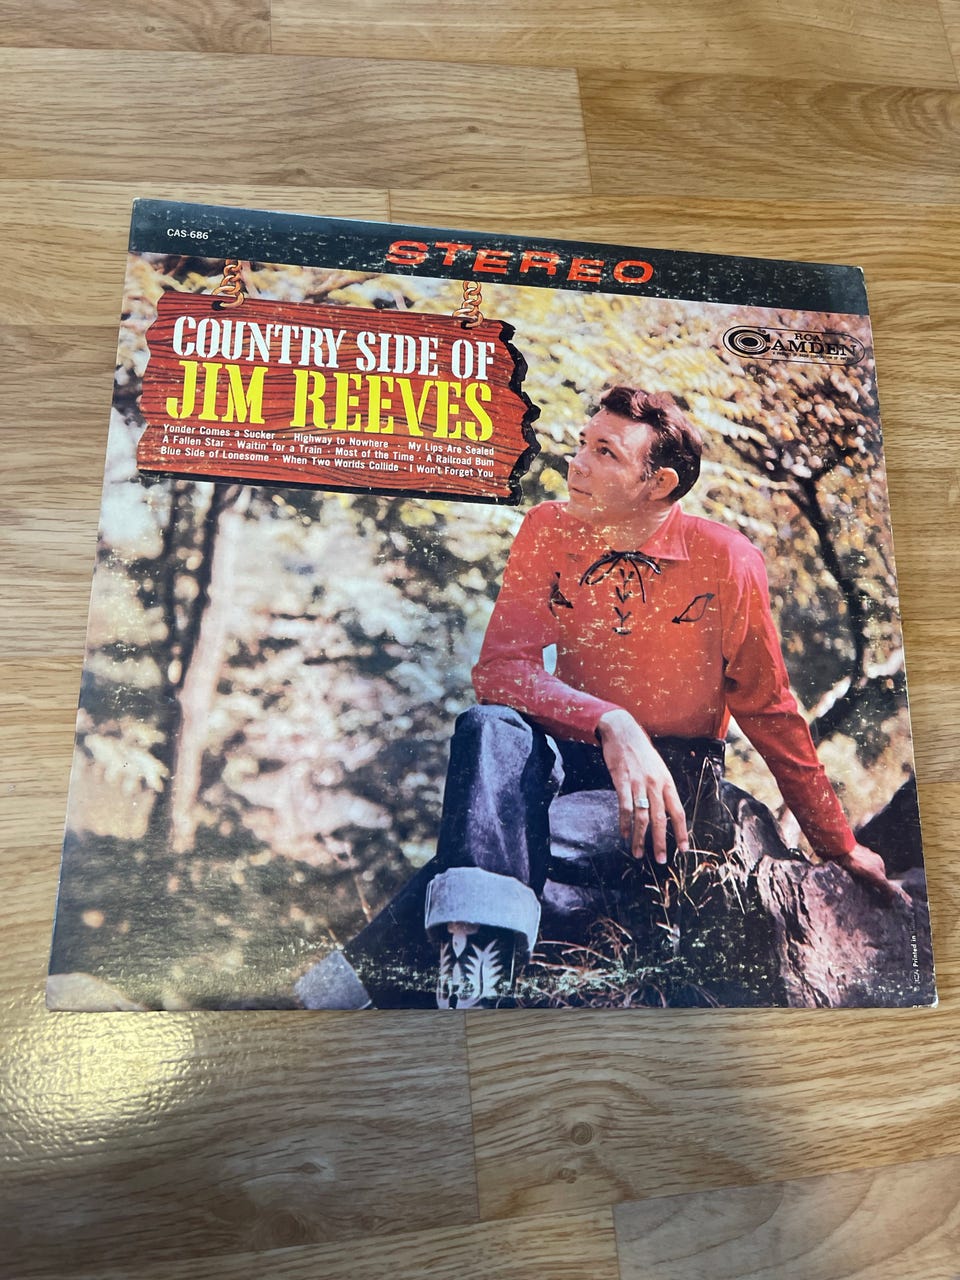 CAS-686
STEREO
RCA
CAMDEN
COUNTRY SIDE OF
JIM REEVES
Yonder Comes a Sucker · Highway to Nowhere · My Lips Are Sealed
A Fallen Star · Waitin' for a Train · Most of the Time · A Railroad Bum
Blue Side of Lonesome · When Two Worlds Collide · I Won't Forget You
Printed in